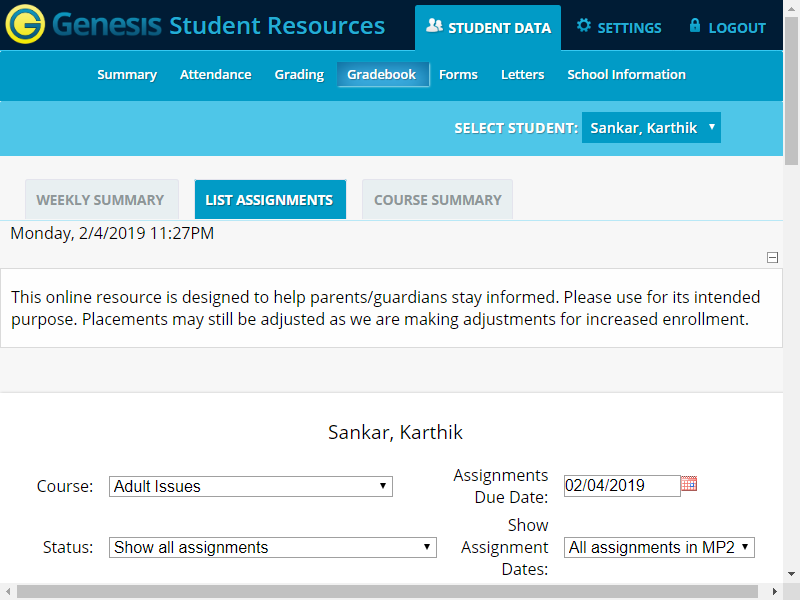 Genesis Student Resources
STUDENT DATA
SETTINGS
LOGOUT
Summary Attendance Grading Gradebook Forms Letters School Information
SELECT STUDENT: Sankar, Karthik
WEEKLY SUMMARY LIST ASSIGNMENTS COURSE SUMMARY
Monday, 2/4/2019 11:27PM
This online resource is designed to help parents/guardians stay informed. Please use for its intended
purpose. Placements may still be adjusted as we are making adjustments for increased enrollment.
Sankar, Karthik
Course: Adult Issues
Assignments
Due Date: 02/04/2019
Status: Show all assignments
Show
Assignment
Dates: All assignments in MP2